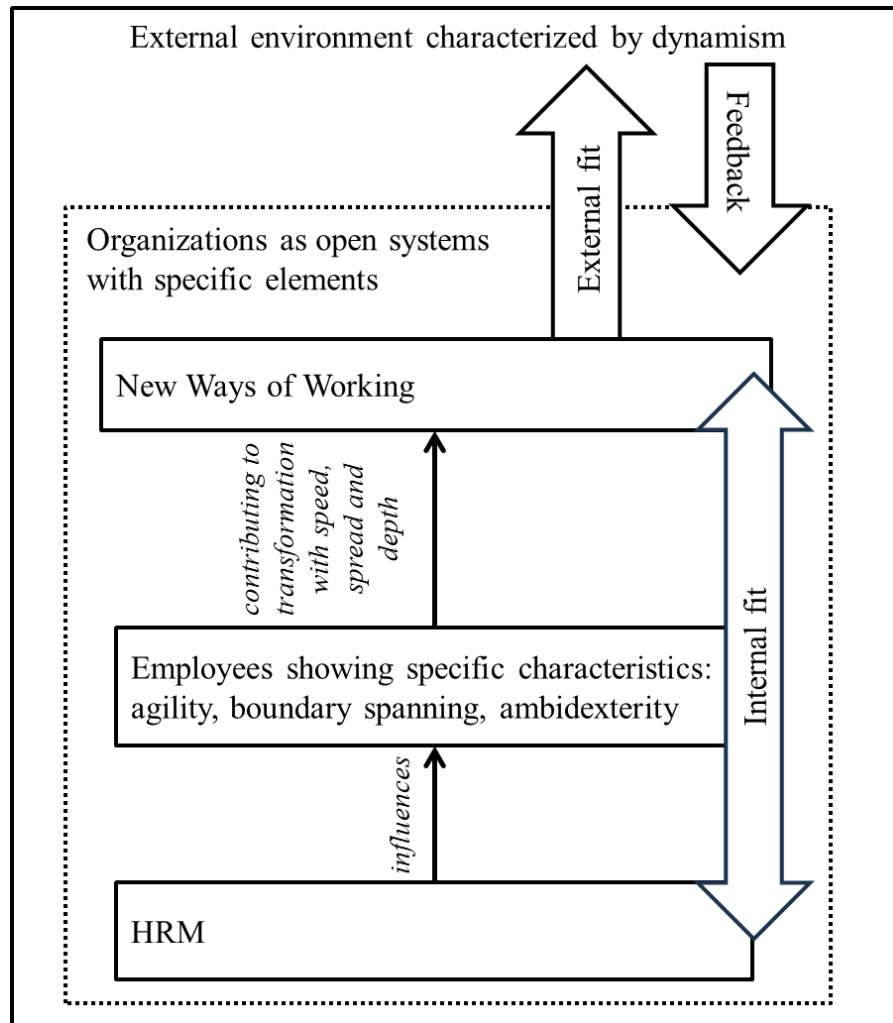 External environment characterized by dynamism
External fit
Feedback
Organizations as open systems
with specific elements
New Ways of Working
contributing to
transformation
with speed,
spread and
depth
Internal fit
Employees showing specific characteristics:
agility, boundary spanning, ambidexterity
influences
HRM